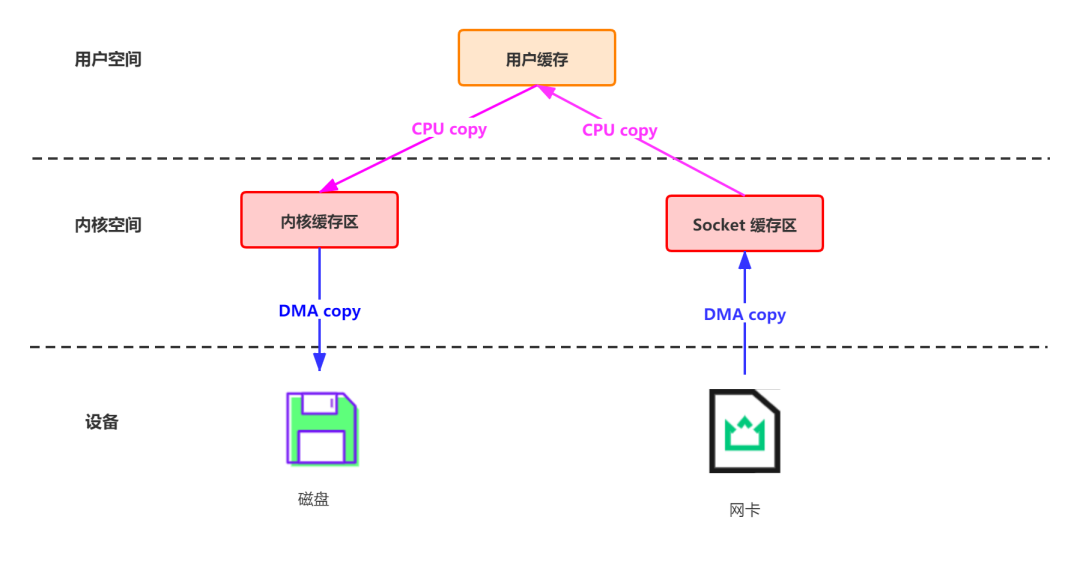 用户空间
用户缓存
CPU copy
CPU copy
内核空间
内核缓存区
Socket 缓存区
DMA copy
DMA copy
设备
磁盘
网卡